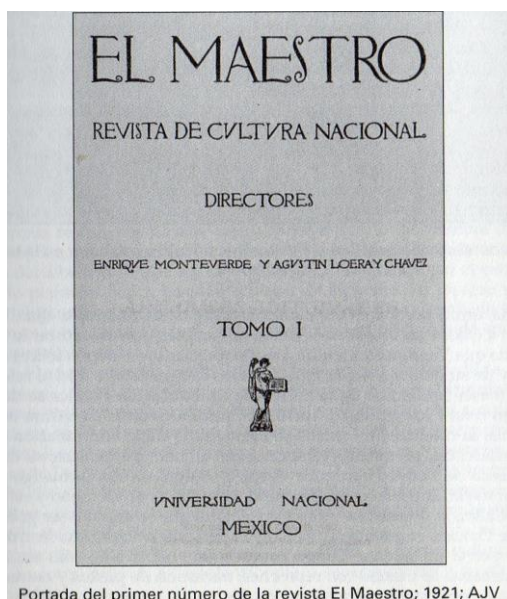 EL MAESTRO
REVISTA DE CVLTVRA NACIONAL
DIRECTORES
ENRIQVE MONTEVERDE Y AGVSTIN LOERAY CHAVEZ
TOMO I
VNIVERSIDAD NACIONAL
MEXICO
Portada del primer número de la revista El Maestro; 1921; AJV